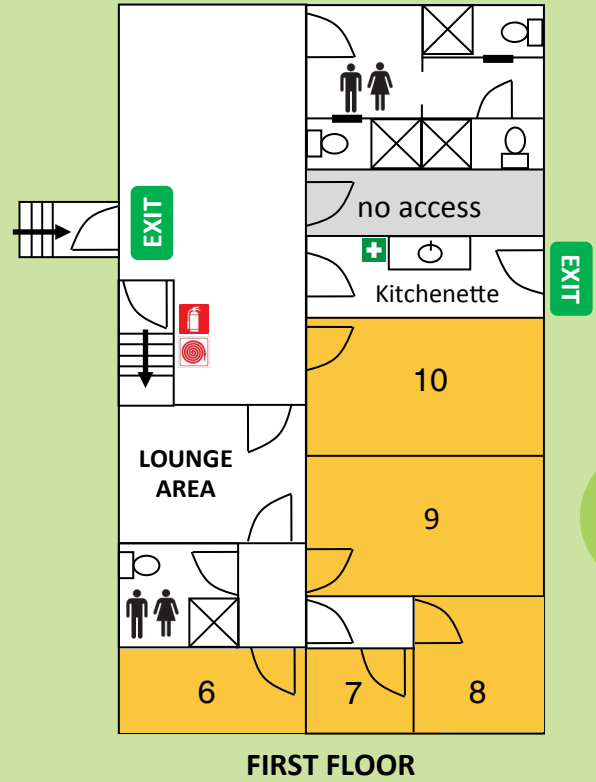 EXIT
no access
EXIT
Kitchenette
10
LOUNGE
AREA
9
6
7
8
FIRST FLOOR